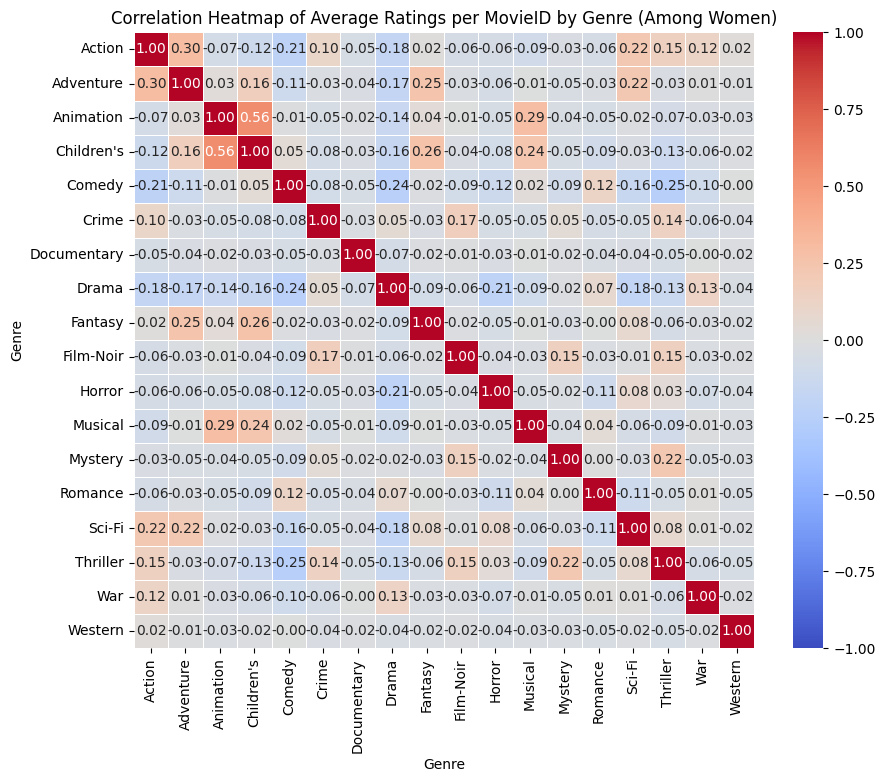 Correlation Heatmap of Average Ratings per MovieID by Genre (Among Women)
Genre
Action 1.00 0.30 -0.07 -0.12 -0.21 0.10 -0.05 -0.18 0.02 -0.06 -0.06 -0.09 -0.03 -0.06 0.22 0.15 0.12 0.02
Adventure 0.30 1.00 0.03 0.16 -0.11 -0.03 -0.04 -0.17 0.25 -0.03 -0.06 -0.01 -0.05 -0.03 0.22 -0.03 0.01 -0.01
Animation -0.07 0.03 1.00 0.56 -0.01 -0.05 -0.02 -0.14 0.04 -0.01 -0.05 0.29 -0.04 -0.05 -0.02 -0.07 -0.03 -0.03
Children's -0.12 0.16 0.56 1.00 0.05 -0.08 -0.03 -0.16 0.26 -0.04 -0.08 0.24 -0.05 -0.09 -0.03 -0.13 -0.06 -0.02
Comedy -0.21 -0.11 -0.01 0.05 1.00 -0.08 -0.05 -0.24 -0.02 -0.09 -0.12 0.02 -0.09 0.12 -0.16 -0.25 -0.10 -0.00
Crime 0.10 -0.03 -0.05 -0.08 -0.08 1.00 -0.03 0.05 -0.03 0.17 -0.05 -0.05 0.05 -0.05 -0.05 0.14 -0.06 -0.04
Documentary -0.05 -0.04 -0.02 -0.03 -0.05 -0.03 1.00 -0.07 -0.02 -0.01 -0.03 -0.01 -0.02 -0.04 -0.04 -0.05 -0.00 -0.02
Drama -0.18 -0.17 -0.14 -0.16 -0.24 0.05 -0.07 1.00 -0.09 -0.06 -0.21 -0.09 -0.02 0.07 -0.18 -0.13 0.13 -0.04
Fantasy 0.02 0.25 0.04 0.26 -0.02 -0.03 -0.02 -0.09 1.00 -0.02 -0.05 -0.01 -0.03 -0.00 0.08 -0.06 -0.03 -0.02
Film-Noir -0.06 -0.03 -0.01 -0.04 -0.09 0.17 -0.01 -0.06 -0.02 1.00 -0.04 -0.03 0.15 -0.03 -0.01 0.15 -0.03 -0.02
Horror -0.06 -0.06 -0.05 -0.08 -0.12 -0.05 -0.03 -0.21 -0.05 -0.04 1.00 -0.05 -0.02 -0.11 0.08 0.03 -0.07 -0.04
Musical -0.09 -0.01 0.29 0.24 0.02 -0.05 -0.01 -0.09 -0.01 -0.03 -0.05 1.00 -0.04 0.04 -0.06 -0.09 -0.01 -0.03
Mystery -0.03 -0.05 -0.04 -0.05 -0.09 0.05 -0.02 -0.02 -0.03 0.15 -0.02 -0.04 1.00 0.00 -0.03 0.22 -0.05 -0.03
Romance -0.06 -0.03 -0.05 -0.09 0.12 -0.05 -0.04 0.07 -0.00 -0.03 -0.11 0.04 0.00 1.00 -0.11 -0.05 0.01 -0.05
Sci-Fi 0.22 0.22 -0.02 -0.03 -0.16 -0.05 -0.04 -0.18 0.08 -0.01 0.08 -0.06 -0.03 -0.11 1.00 0.08 0.01 -0.02
Thriller 0.15 -0.03 -0.07 -0.13 -0.25 0.14 -0.05 -0.13 -0.06 0.15 0.03 -0.09 0.22 -0.05 0.08 1.00 -0.06 -0.05
War 0.12 0.01 -0.03 -0.06 -0.10 -0.06 -0.00 0.13 -0.03 -0.03 -0.07 -0.01 -0.05 0.01 0.01 -0.06 1.00 -0.02
Western 0.02 -0.01 -0.03 -0.02 -0.00 -0.04 -0.02 -0.04 -0.02 -0.02 -0.04 -0.03 -0.03 -0.05 -0.02 -0.05 -0.02 1.00
Action Adventure Animation Children's Comedy Crime Documentary Drama Fantasy Film-Noir Horror Musical Mystery Romance Sci-Fi Thriller War Western
Genre
1.00
0.75
0.50
0.25
0.00
−0.25
−0.50
−0.75
−1.00